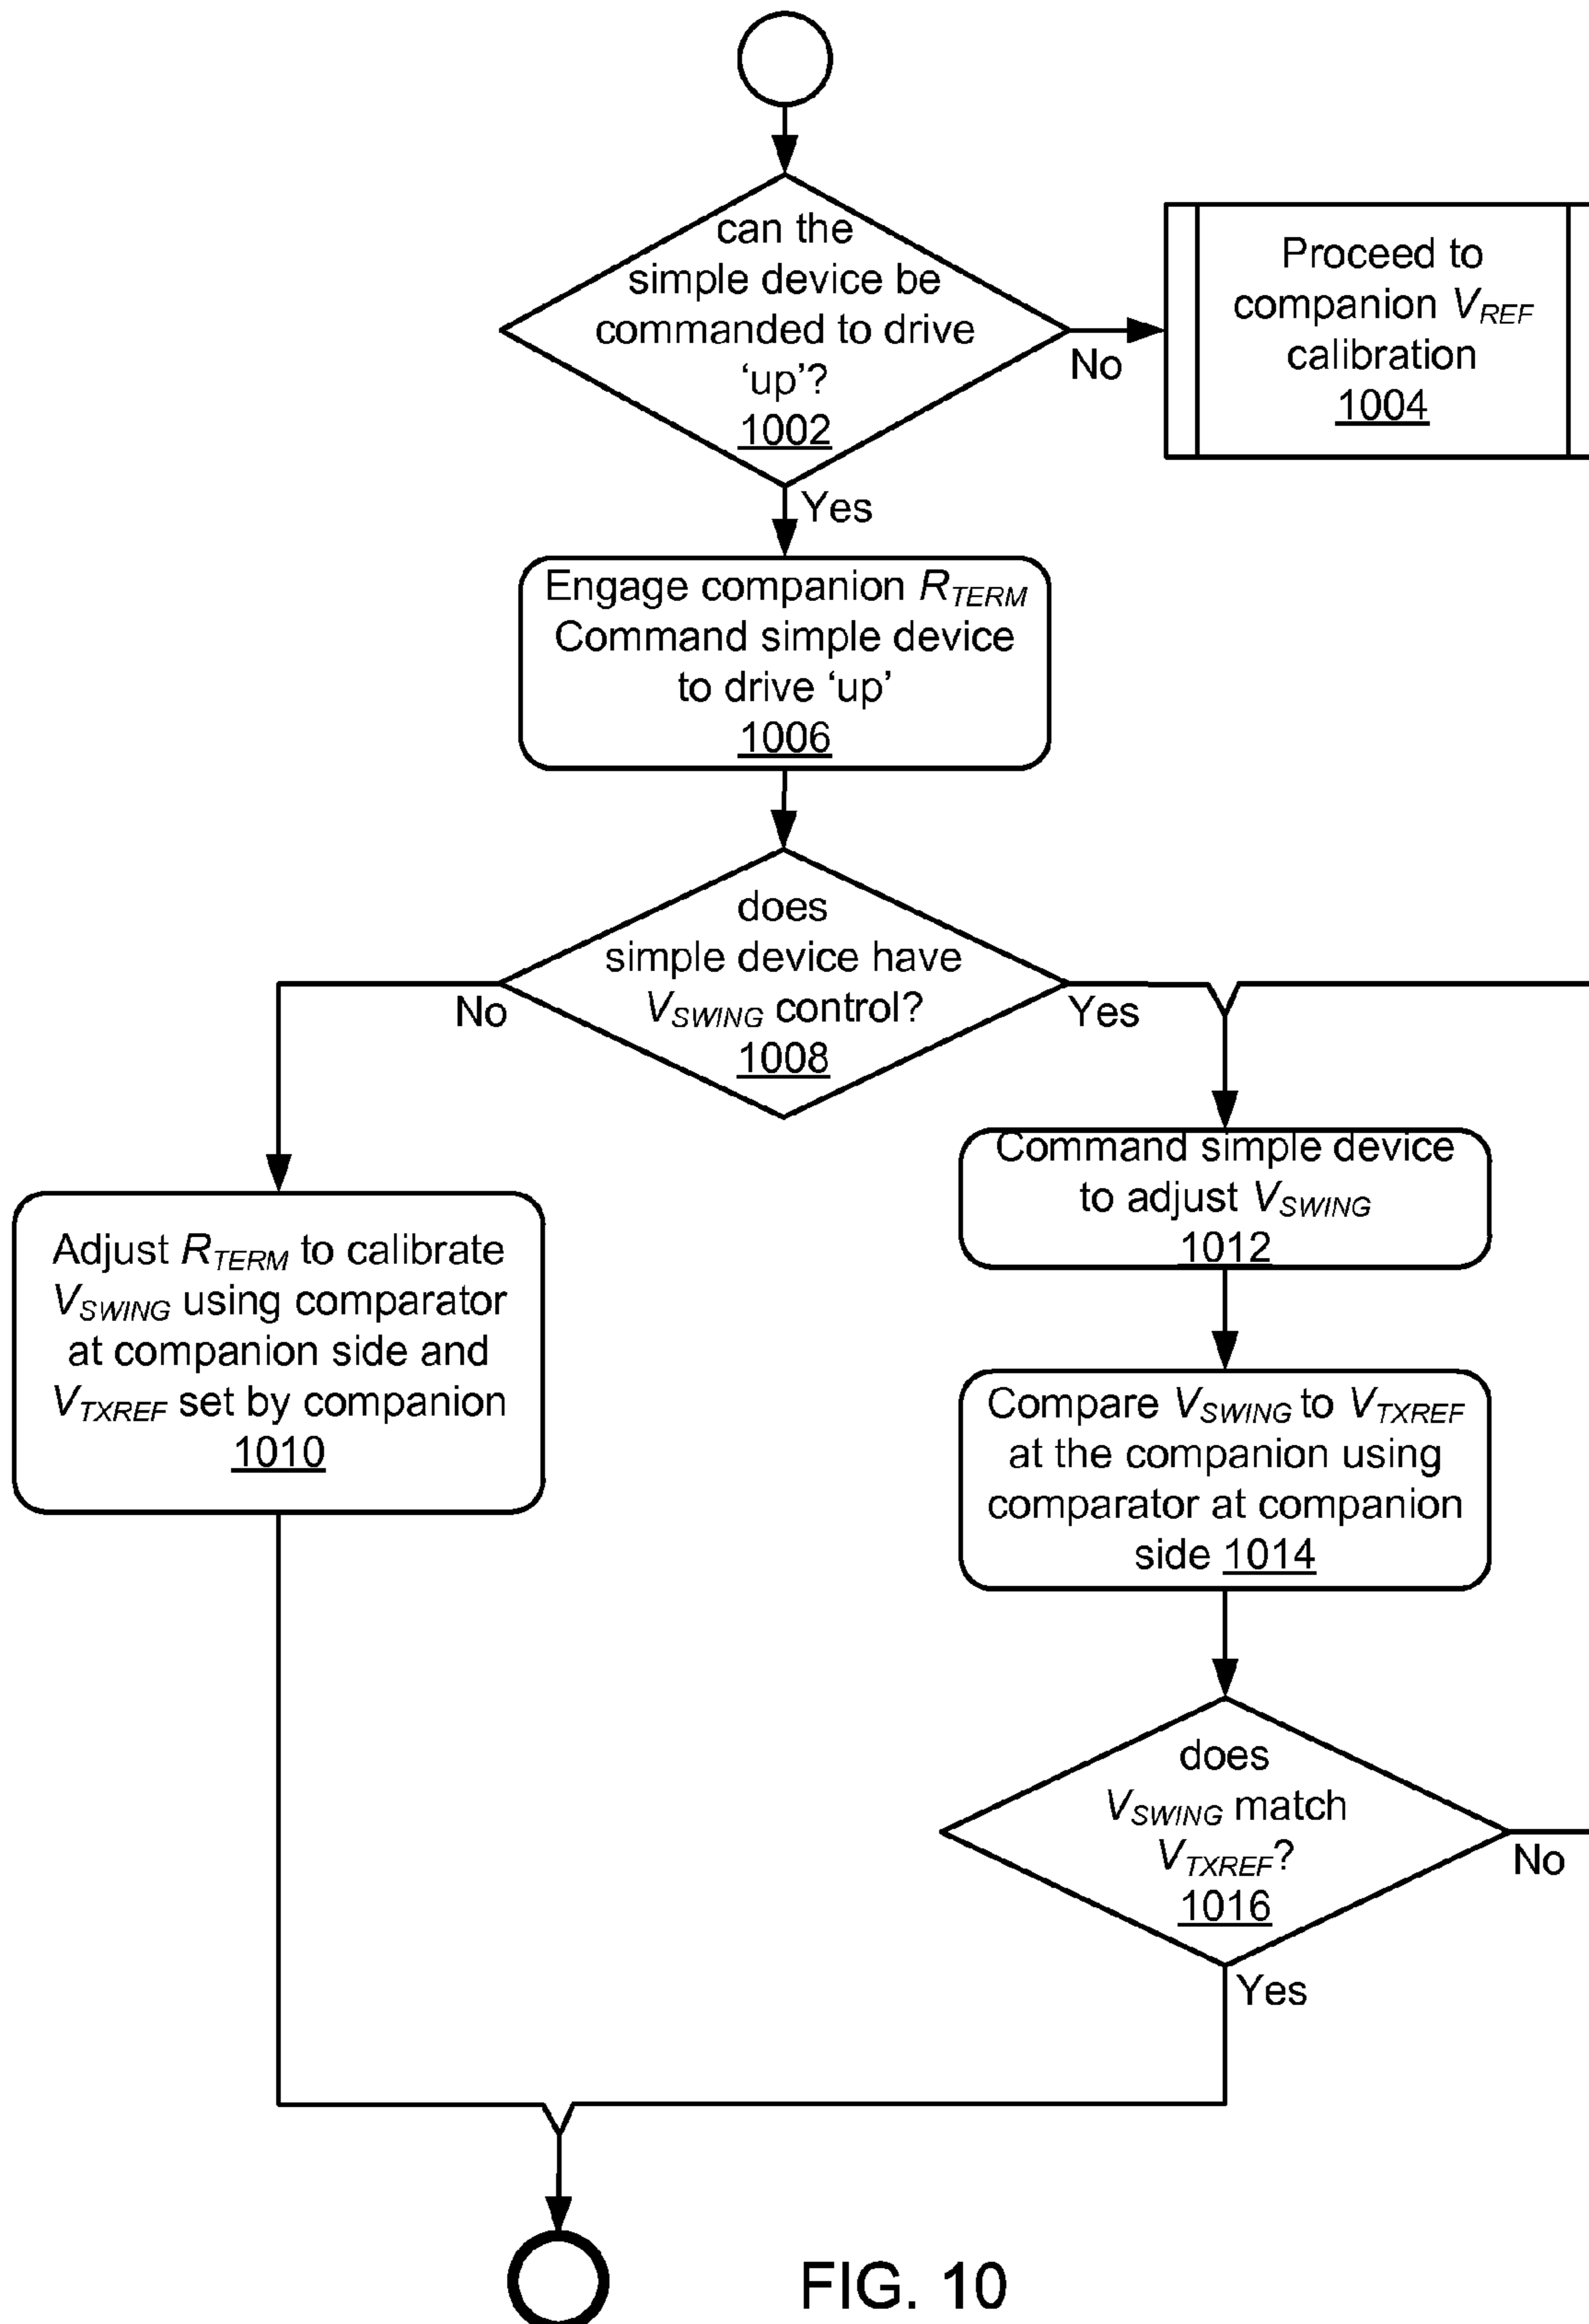 can the
simple device be
commanded to drive
‘up’?
1002
No
Proceed to
companion VREF
calibration
1004
Yes
Engage companion RTERM
Command simple device
to drive ‘up’
1006
does
simple device have
VSWING control?
1008
No
Yes
Adjust RTERM to calibrate
VSWING using comparator
at companion side and
VTXREF set by companion
1010
Command simple device
to adjust VSWING
1012
Compare VSWING to VTXREF
at the companion using
comparator at companion
side 1014
does
VSWING match
VTXREF?
1016
No
Yes
FIG. 10